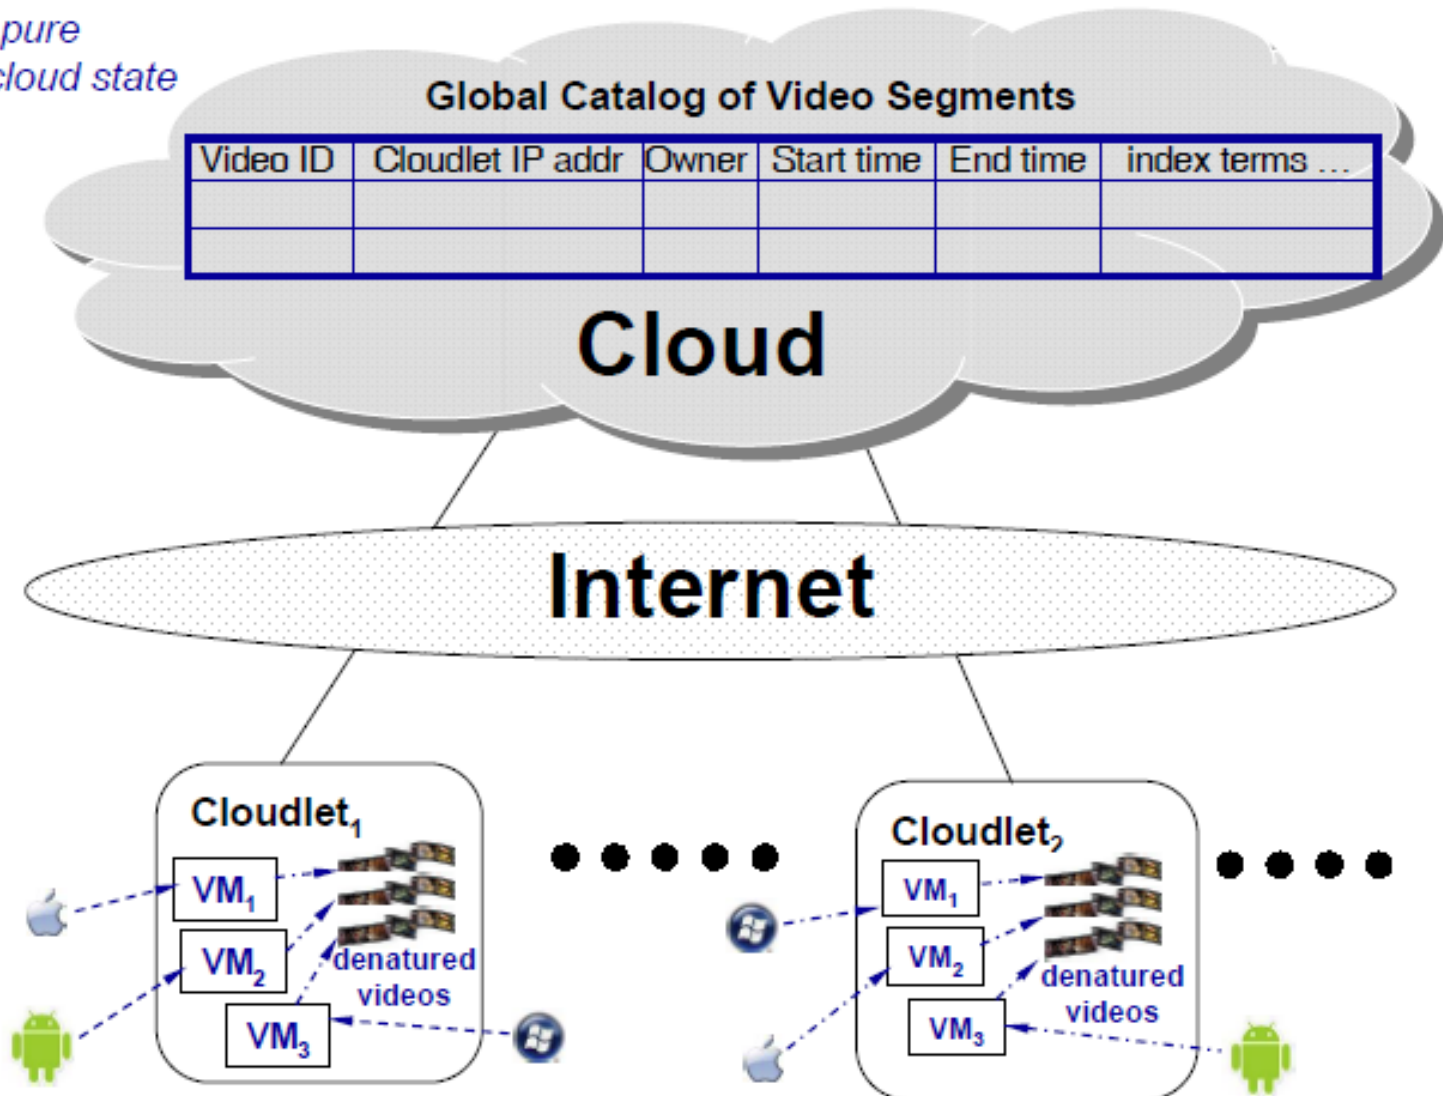 pure
cloud state
Global Catalog of Video Segments
Video ID Cloudlet IP addr Owner Start time End time index terms ...
Cloud
Internet
Cloudlet1
VM1
VM2
denatured
videos
VM3
Cloudlet2
VM1
VM2
denatured
videos
VM3